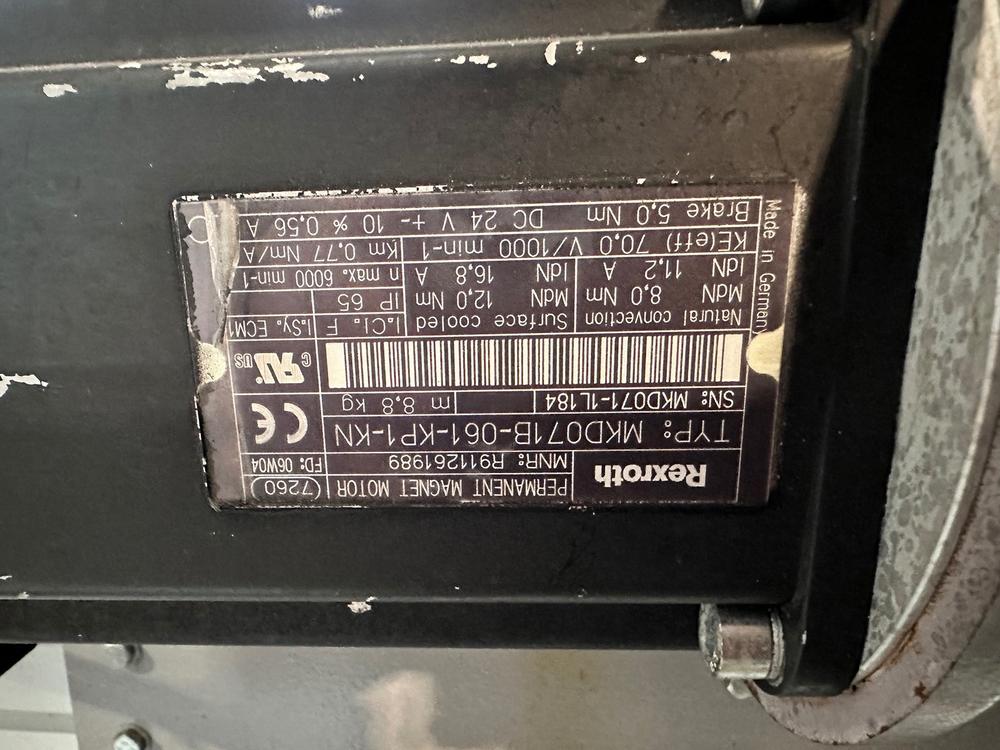 Rexroth
PERMANENT MAGNET MOTOR (7260)
MNR: R911261989 FD: 06W04
TYP: MKD071B-061-KP1-KN
CE
SN: MKD071-1L184 m 8,8 kg
c RU US
Natural convection Surface cooled I.Cl. F I.Sy. ECM1
MdN 8,0 Nm MdN 12,0 Nm IP 65
IdN 11,2 A IdN 16,8 A n max. 6000 min-1
KE(eff) 70,0 V/1000 min-1 Km 0,77 Nm/A
Brake 5,0 Nm DC 24 V +- 10 % 0,56 A
Made in Germany